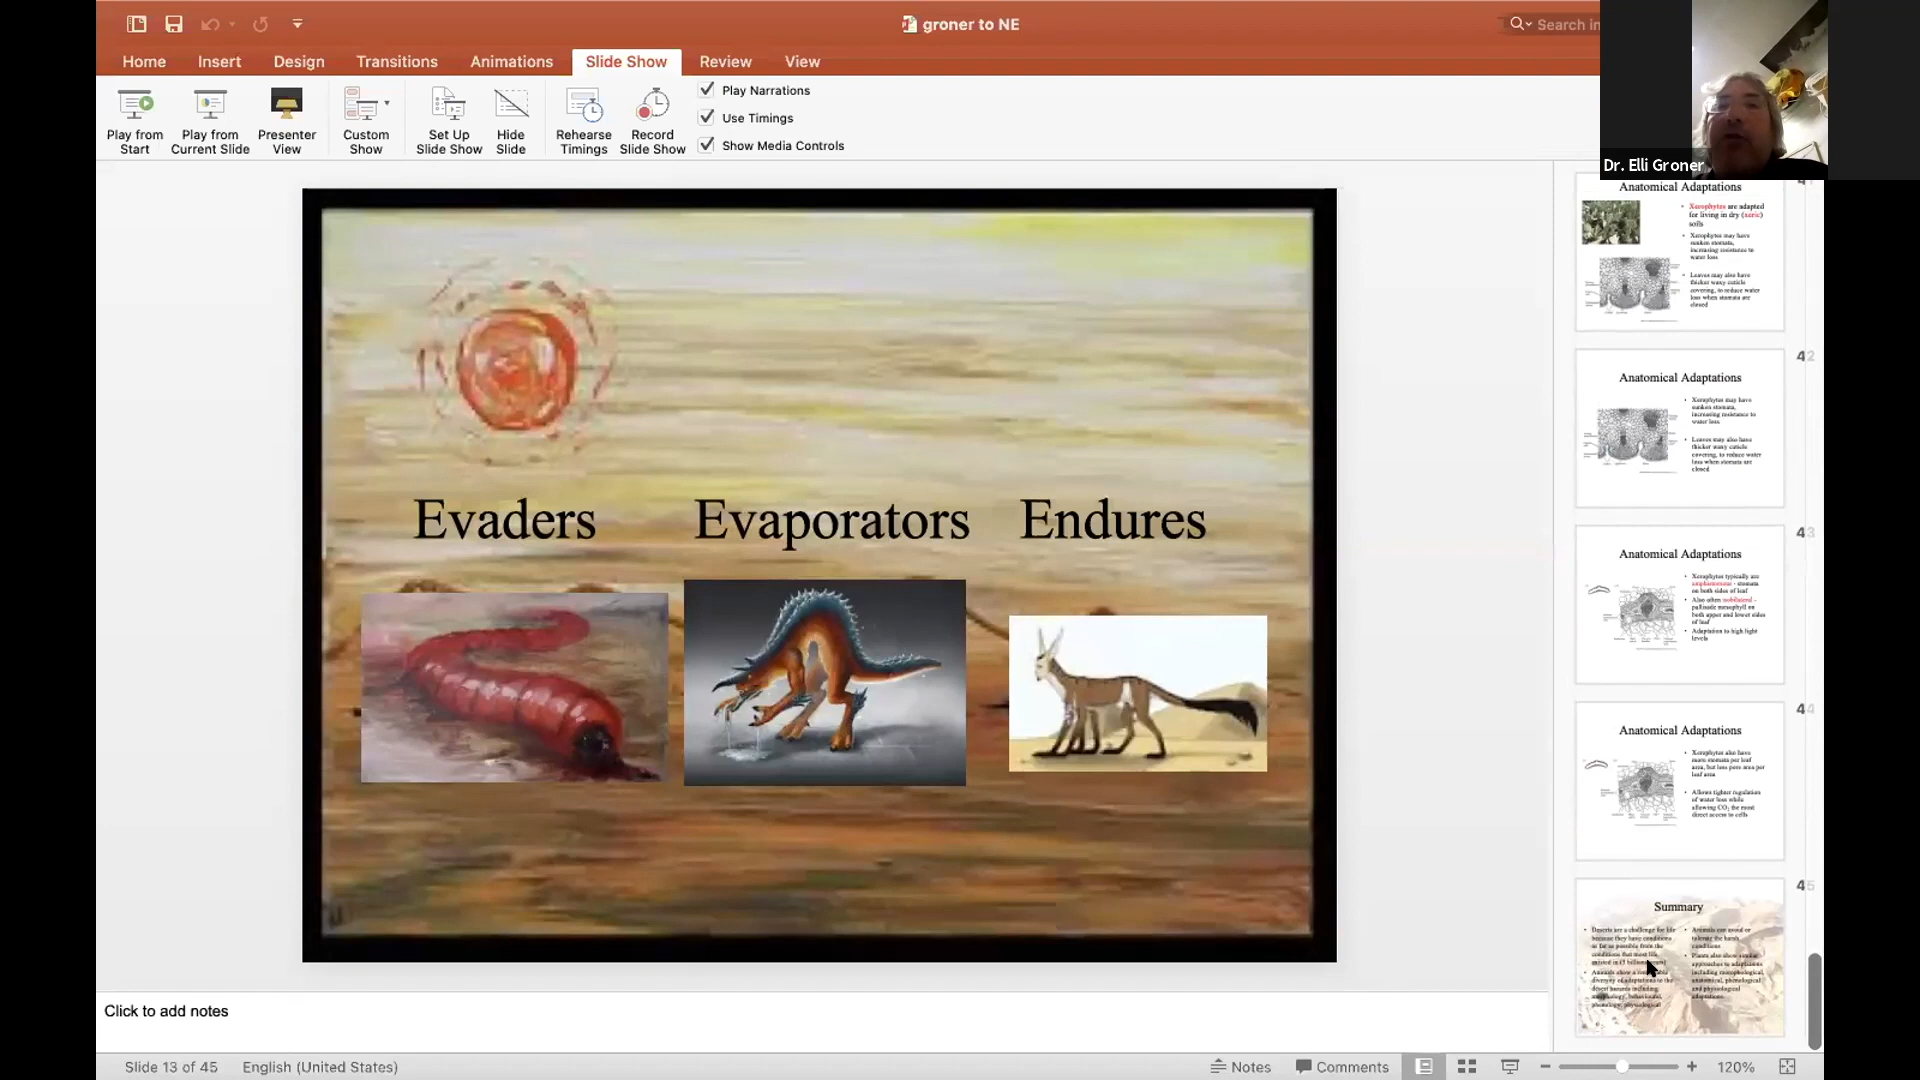 groner to NE
Search in
Home Insert Design Transitions Animations Slide Show Review View
Play from Start
Play from Current Slide
Presenter View
Custom Show
Set Up Slide Show
Hide Slide
Rehearse Timings
Record Slide Show
Play Narrations
Use Timings
Show Media Controls
Dr. Elli Groner
Evaders Evaporators Endures
Anatomical Adaptations
• Xerophytes are adapted
for living in dry (xeric)
soils
• Xerophytes may have
sunken stomata,
increasing resistance to
water loss
• Leaves may also have
thicker waxy cuticle
covering, to reduce water
loss when stomata are
closed
42
Anatomical Adaptations
• Xerophytes may have
sunken stomata,
increasing resistance to
water loss
• Leaves may also have
thicker waxy cuticle
covering, to reduce water
loss when stomata are
closed
43
Anatomical Adaptations
• Xerophytes typically are
amphistomous - stomata
on both sides of leaf
• Also often isobilateral -
pallisade mesophyll on
both upper and lower sides
of leaf
• Adaptation to high light
levels
44
Anatomical Adaptations
• Xerophytes also have
more stomata per leaf
area, but less pore area per
leaf area
• Allows tighter regulation
of water loss while
allowing CO2 the most
direct access to cells
45
Summary
• Deserts are a challenge for life
because they have conditions
as far as possible from the
conditions that most life
existed in (3 billion years)
• Animals show a
diversity of adaptations to the
desert hazards including
morphology, behavioural,
phenology, physiological
• Animals can avoid or
tolerate the harsh
conditions
• Plants also show similar
approaches to adaptations
including morphological,
anatomical, phenological
and physiological
adaptations
Click to add notes
Slide 13 of 45 English (United States)
Notes Comments 120%